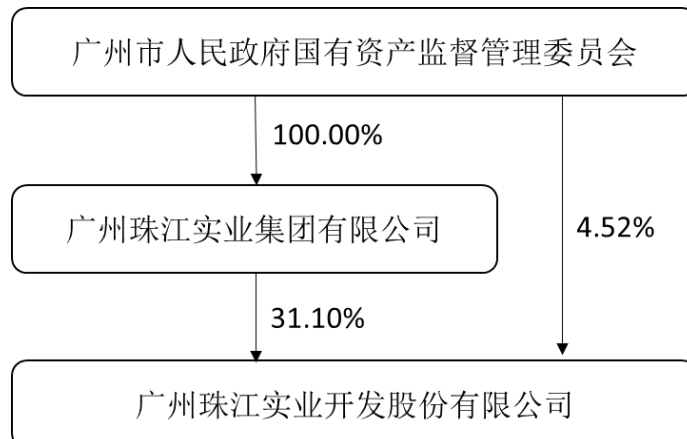 广州市人民政府国有资产监督管理委员会
100.00%
广州珠江实业集团有限公司
4.52%
31.10%
广州珠江实业开发股份有限公司